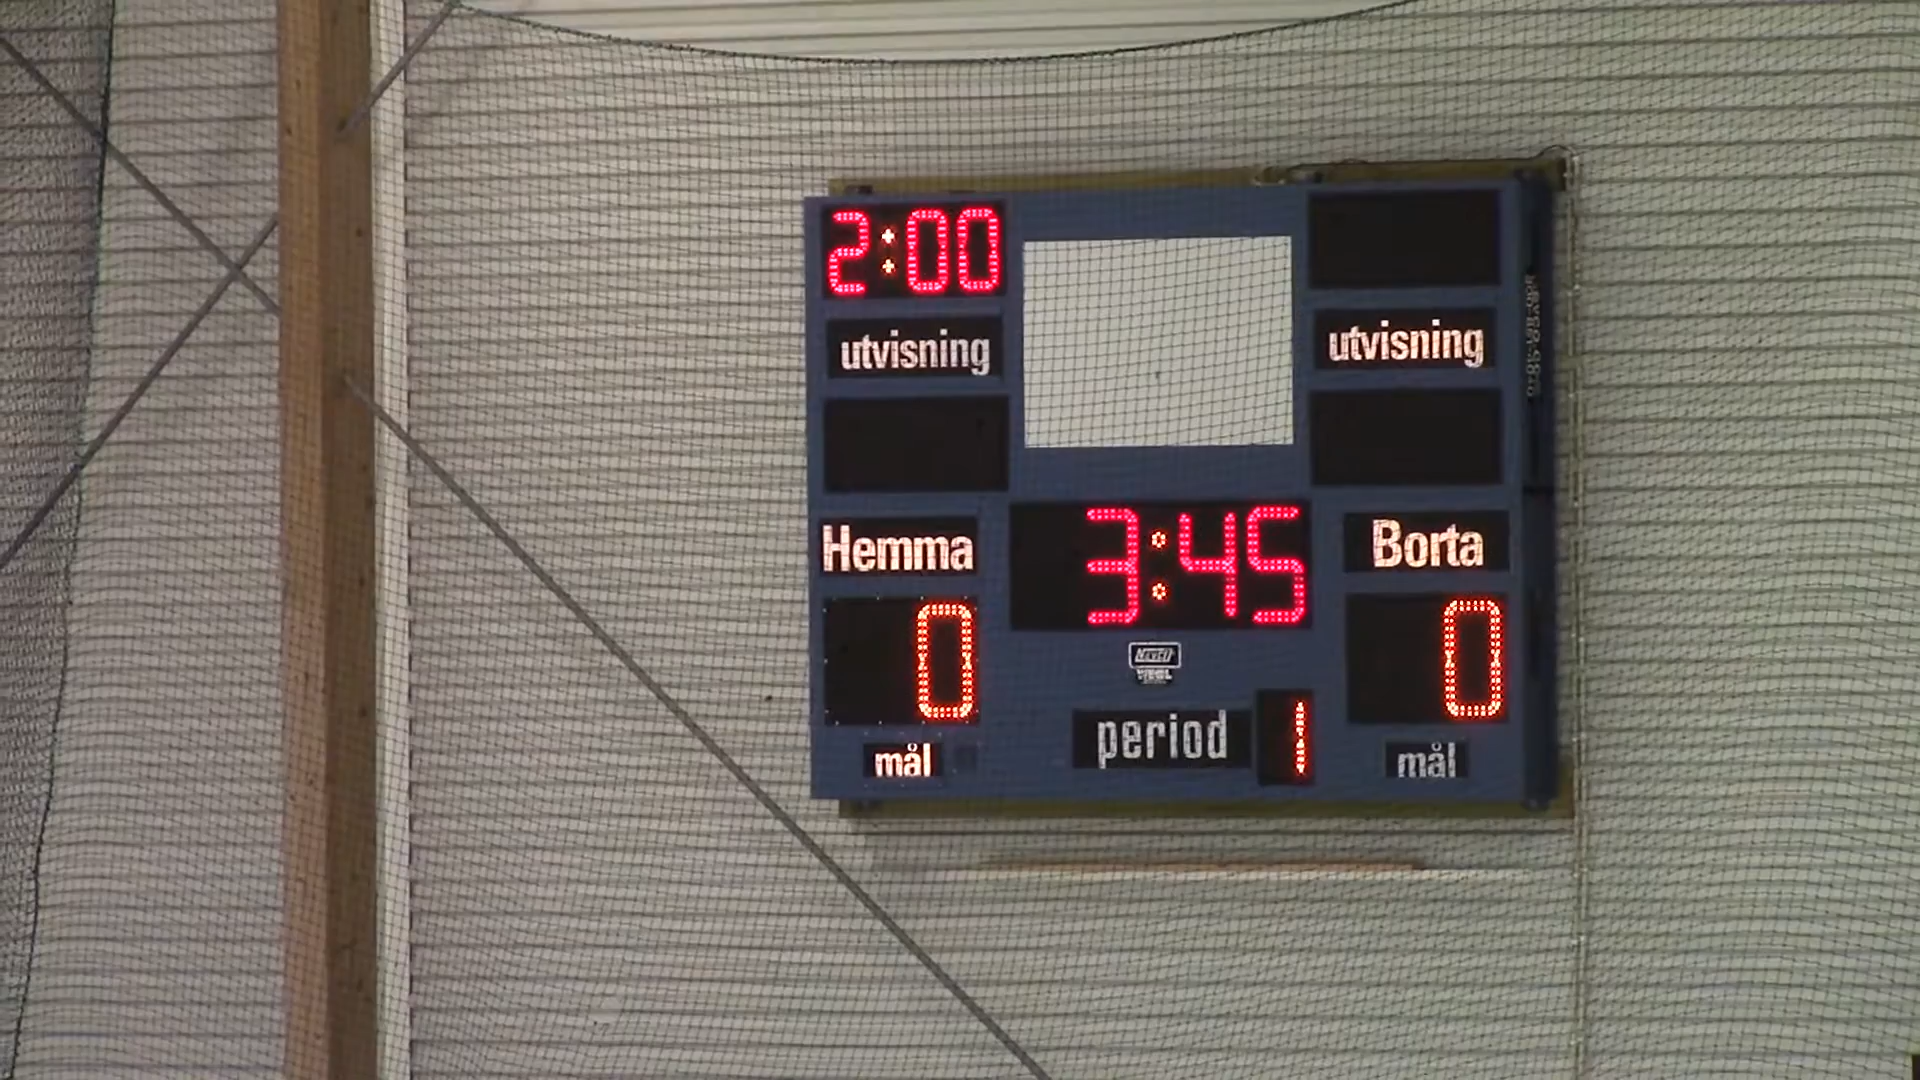 2:00
utvisning
utvisning
Hemma
3:45
Borta
0
0
period 1
mål
mål